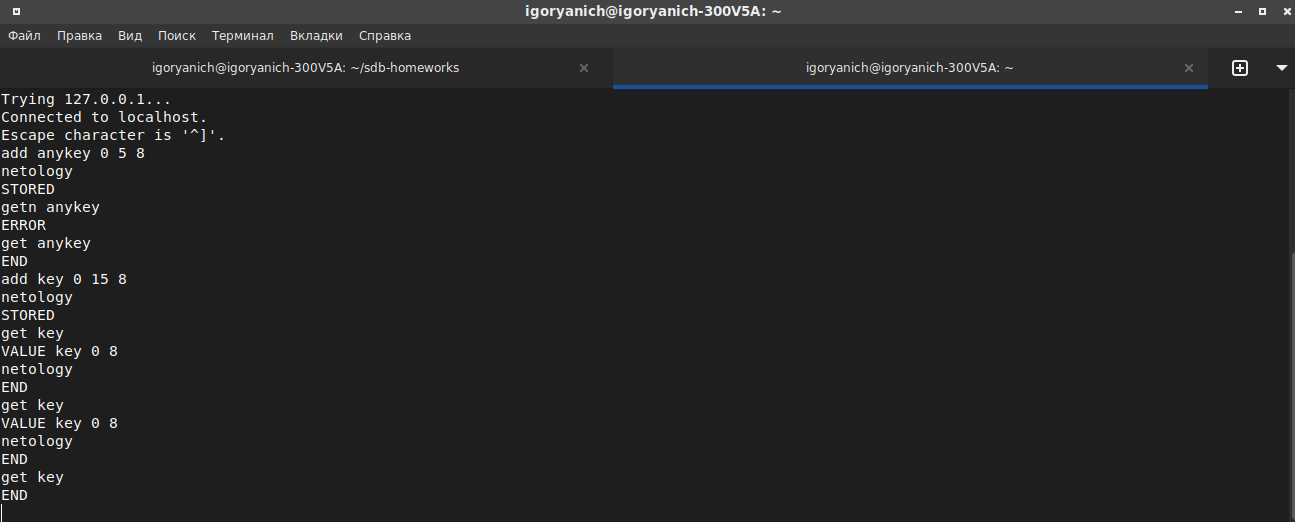 igoryanich@igoryanich-300V5A: ~
Файл Правка Вид Поиск Терминал Вкладки Справка
igoryanich@igoryanich-300V5A: ~/sdb-homeworks
igoryanich@igoryanich-300V5A: ~
Trying 127.0.0.1...
Connected to localhost.
Escape character is '^]'.
add anykey 0 5 8
netology
STORED
getn anykey
ERROR
get anykey
END
add key 0 15 8
netology
STORED
get key
VALUE key 0 8
netology
END
get key
VALUE key 0 8
netology
END
get key
END